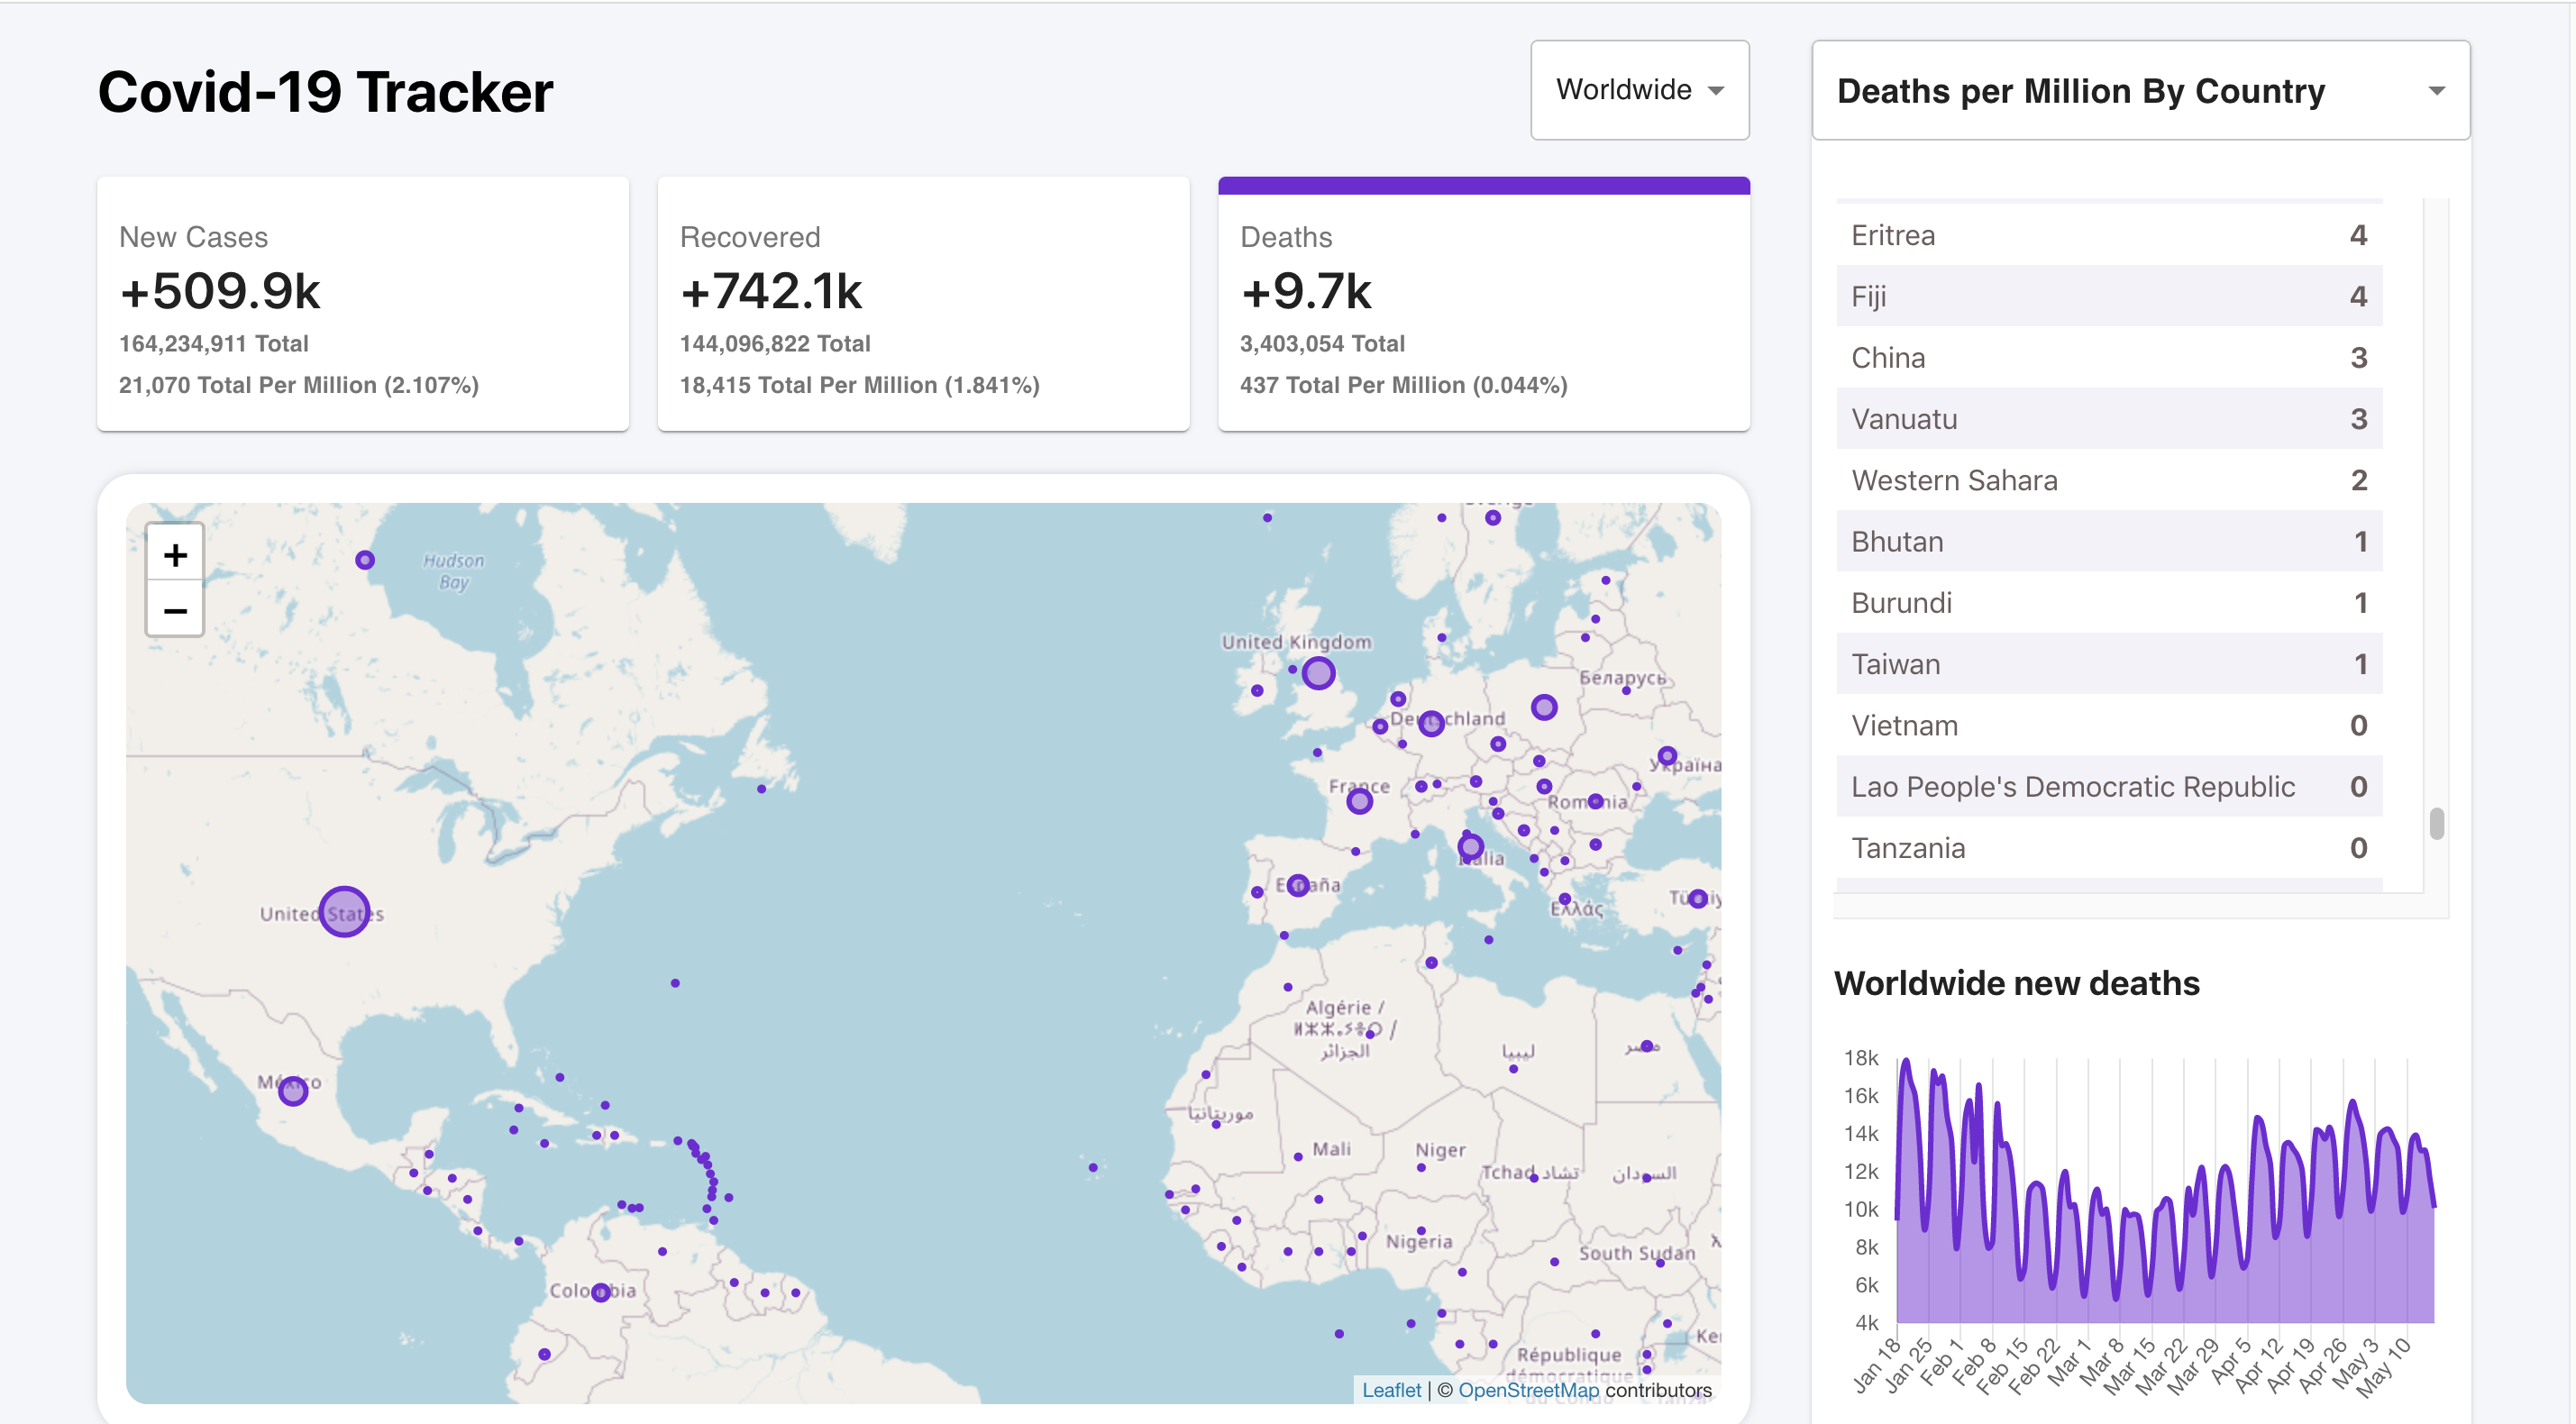 Covid-19 Tracker
Worldwide
New Cases
+509.9k
164,234,911 Total
21,070 Total Per Million (2.107%)
Recovered
+742.1k
144,096,822 Total
18,415 Total Per Million (1.841%)
Deaths
+9.7k
3,403,054 Total
437 Total Per Million (0.044%)
+
−
Hudson
Bay
United Kingdom
Беларусь
Deutschland
Україна
France
Romania
Italia
España
Ελλάς
United States
México
Algérie /
ⵍⵣⵣⴰⵢⴻⵔ /
الجزائر
ليبيا
مصر
موريتانيا
Mali
Niger
Tchad تشاد
السودان
Nigeria
South Sudan
Colombia
République
démocratique
Leaflet | © OpenStreetMap contributors
Deaths per Million By Country
Eritrea 4
Fiji 4
China 3
Vanuatu 3
Western Sahara 2
Bhutan 1
Burundi 1
Taiwan 1
Vietnam 0
Lao People's Democratic Republic 0
Tanzania 0
Worldwide new deaths
18k
16k
14k
12k
10k
8k
6k
4k
Jan 18
Jan 25
Feb 1
Feb 8
Feb 15
Feb 22
Mar 1
Mar 8
Mar 15
Mar 22
Mar 29
Apr 5
Apr 12
Apr 19
Apr 26
May 3
May 10